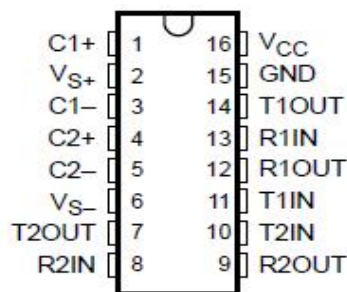 C1+ 1 16 VCC
VS+ 2 15 GND
C1− 3 14 T1OUT
C2+ 4 13 R1IN
C2− 5 12 R1OUT
VS− 6 11 T1IN
T2OUT 7 10 T2IN
R2IN 8 9 R2OUT